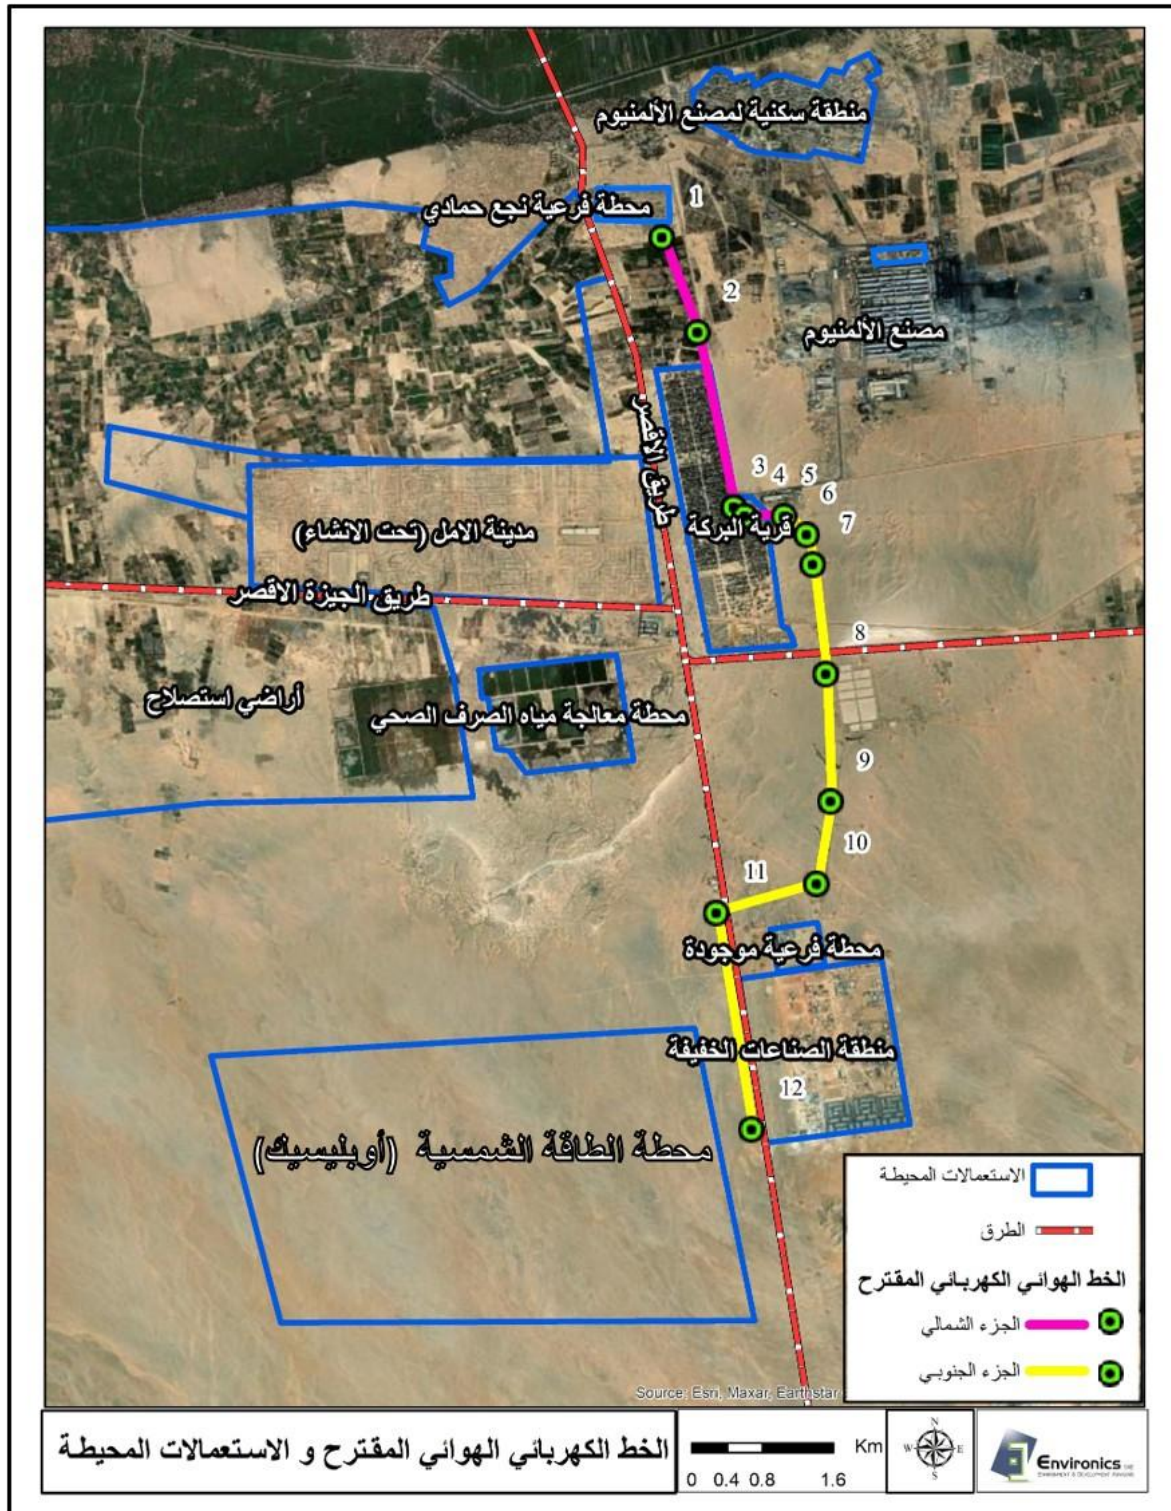 منطقة سكنية لمصنع الألمنيوم
1
محطة فرعية نجع حمادي
2
مصنع الألمنيوم
طريق الاقصر
3
4
5
6
7
قرية البركة
مدينة الامل (تحت الانشاء)
طريق الجيزة الاقصر
8
أراضي استصلاح
محطة معالجة مياه الصرف الصحي
9
10
11
محطة فرعية موجودة
منطقة الصناعات الخفيفة
12
محطة الطاقة الشمسية (أوبليسيك)
الاستعمالات المحيطة
الطرق
الخط الهوائي الكهربائي المقترح
الجزء الشمالي
الجزء الجنوبي
Source: Esri, Maxar, Earthstar
الخط الكهربائي الهوائي المقترح و الاستعمالات المحيطة
Km
0 0.4 0.8 1.6
N
W E
S
Environics